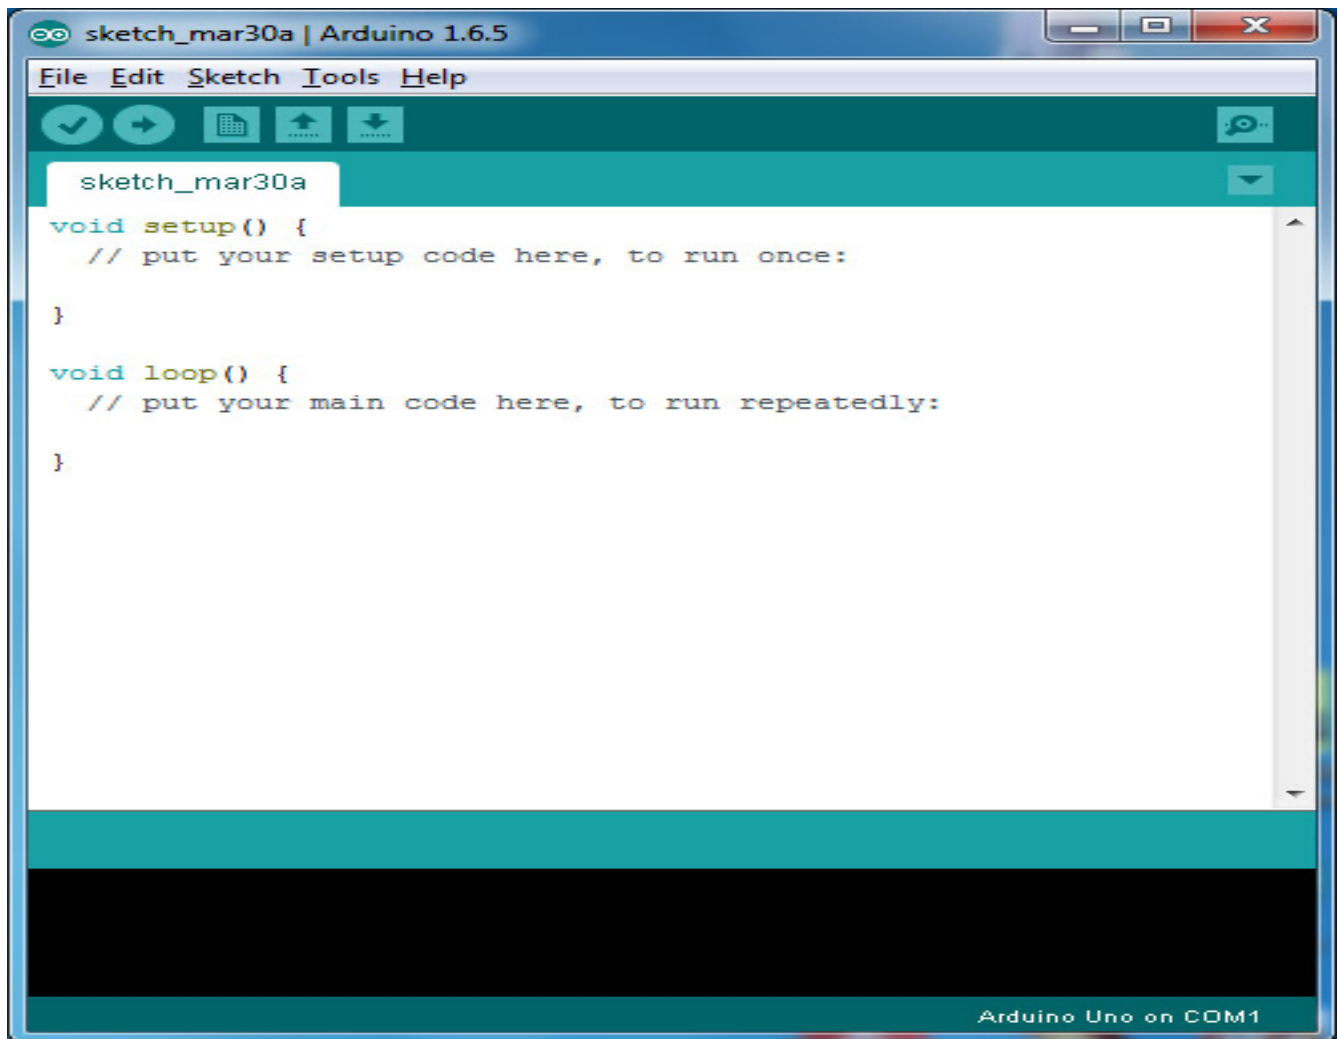 sketch_mar30a | Arduino 1.6.5
File Edit Sketch Tools Help
sketch_mar30a
void setup() {
  // put your setup code here, to run once:
}
void loop() {
  // put your main code here, to run repeatedly:
}
Arduino Uno on COM1